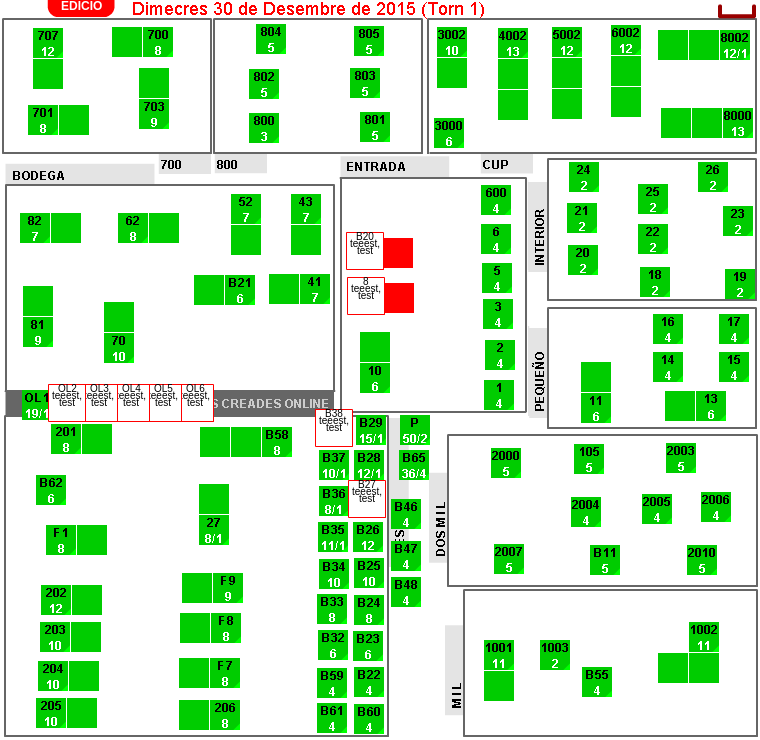 EDICIO
Dimecres 30 de Desembre de 2015 (Torn 1)
707
12
700
8
701
8
703
9
804
5
805
5
802
5
803
5
800
3
801
5
3002
10
4002
13
5002
12
6002
12
8002
12/1
3000
6
8000
13
BODEGA
700
800
ENTRADA
CUP
82
7
62
8
52
7
43
7
B21
6
41
7
81
9
70
10
B20
teeest,
test
8
teeest,
test
10
6
600
4
6
4
5
4
3
4
2
4
1
4
INTERIOR
24
2
26
2
25
2
21
2
23
2
22
2
20
2
18
2
19
2
PEQUEÑO
16
4
17
4
14
4
15
4
11
6
13
6
OL1
19/1
OL2
teeest,
test
OL3
teeest,
test
OL4
teeest,
test
OL5
teeest,
test
OL6
teeest,
test
S CREADES ONLINE
201
8
B58
8
B62
6
27
8/1
F1
8
202
12
F9
9
203
10
F8
8
204
10
F7
8
205
10
206
8
B38
teeest,
test
B29
15/1
B37
10/1
B28
12/1
B36
8/1
B27
teeest,
test
B35
11/1
B26
12
B34
10
B25
10
B33
8
B24
8
B32
6
B23
6
B59
4
B22
4
B61
4
B60
4
P
50/2
B65
36/4
B46
4
B47
4
B48
4
ES
DOS MIL
2000
5
105
5
2003
5
2004
4
2005
4
2006
4
2007
5
B11
5
2010
5
MIL
1001
11
1003
2
B55
4
1002
11